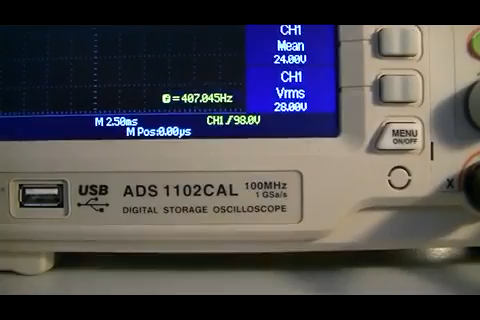 CH1
Mean
24.00V
CH1
Vrms
28.00V
=407.045Hz
M 2.50ms
CH1 98.0V
M Pos:0.00µs
MENU
ON/OFF
USB
ADS 1102CAL
100MHz
1 GSa/s
DIGITAL STORAGE OSCILLOSCOPE
X